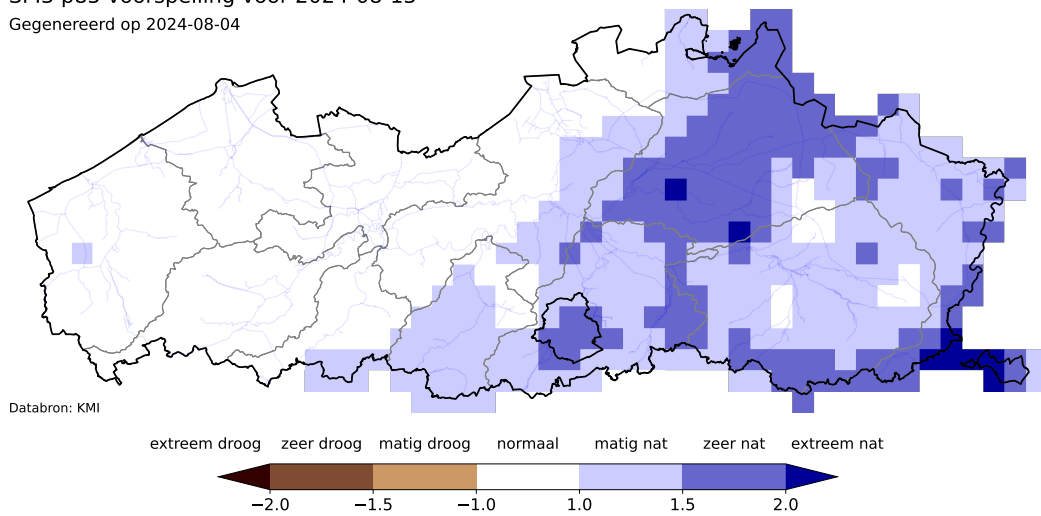 Gegenereerd op 2024-08-04
Databron: KMI
extreem droog zeer droog matig droog normaal matig nat zeer nat extreem nat
−2.0 −1.5 −1.0 1.0 1.5 2.0